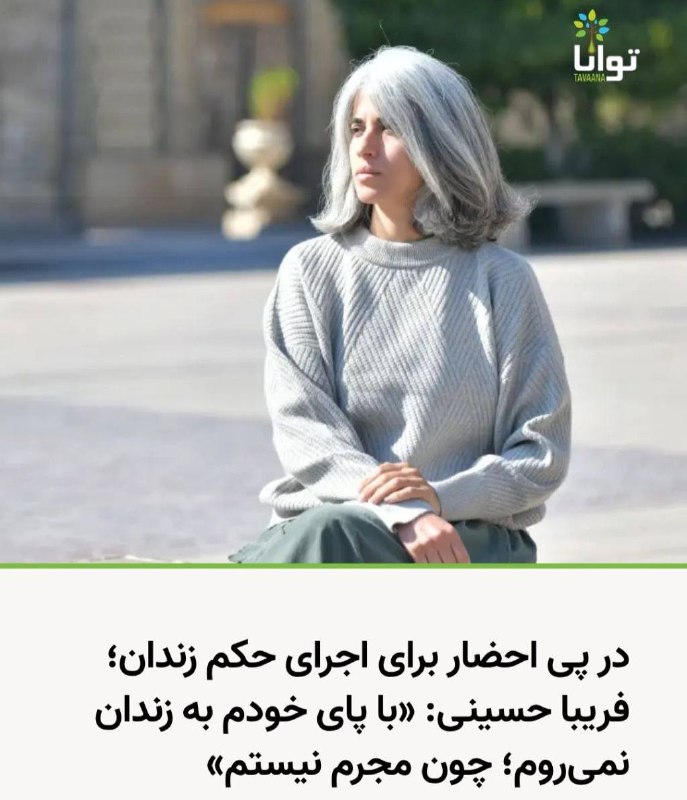 توانا
TAVAANA
در پی احضار برای اجرای حکم زندان؛
فریبا حسینی: «با پای خودم به زندان
نمی‌روم؛ چون مجرم نیستم»